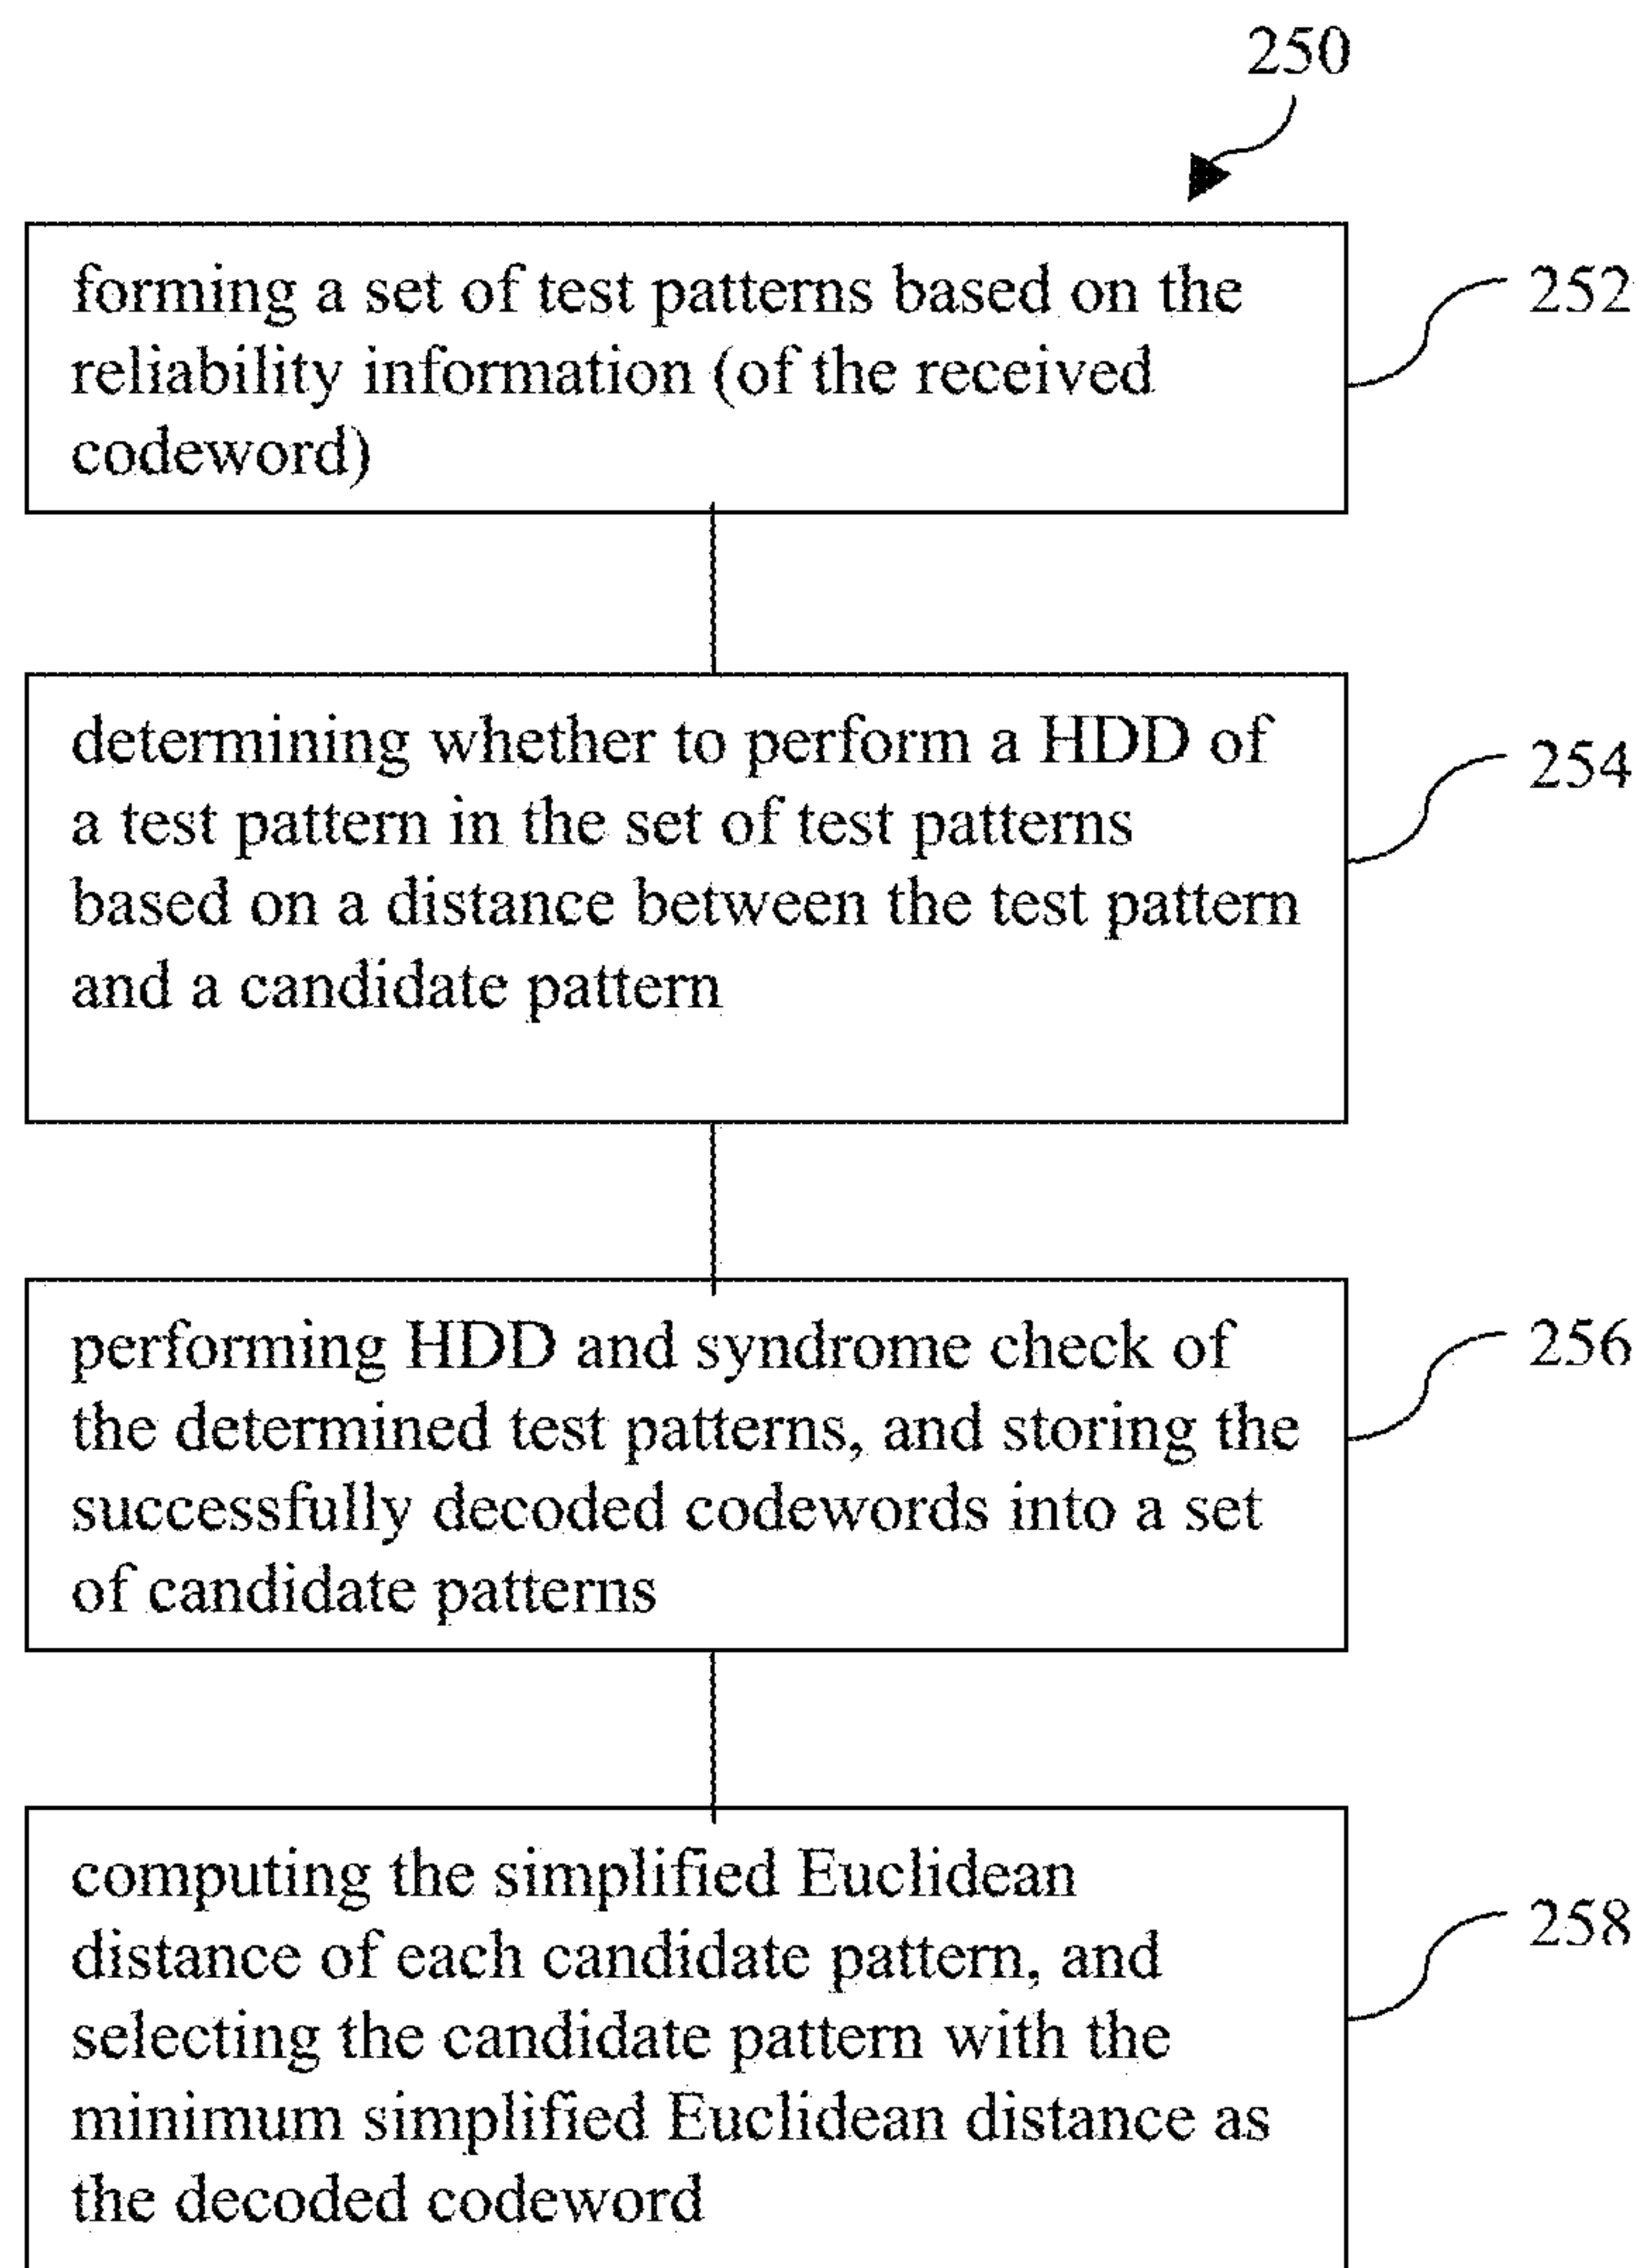 250
forming a set of test patterns based on the
reliability information (of the received
codeword)
252
determining whether to perform a HDD of
a test pattern in the set of test patterns
based on a distance between the test pattern
and a candidate pattern
254
performing HDD and syndrome check of
the determined test patterns, and storing the
successfully decoded codewords into a set
of candidate patterns
256
computing the simplified Euclidean
distance of each candidate pattern, and
selecting the candidate pattern with the
minimum simplified Euclidean distance as
the decoded codeword
258